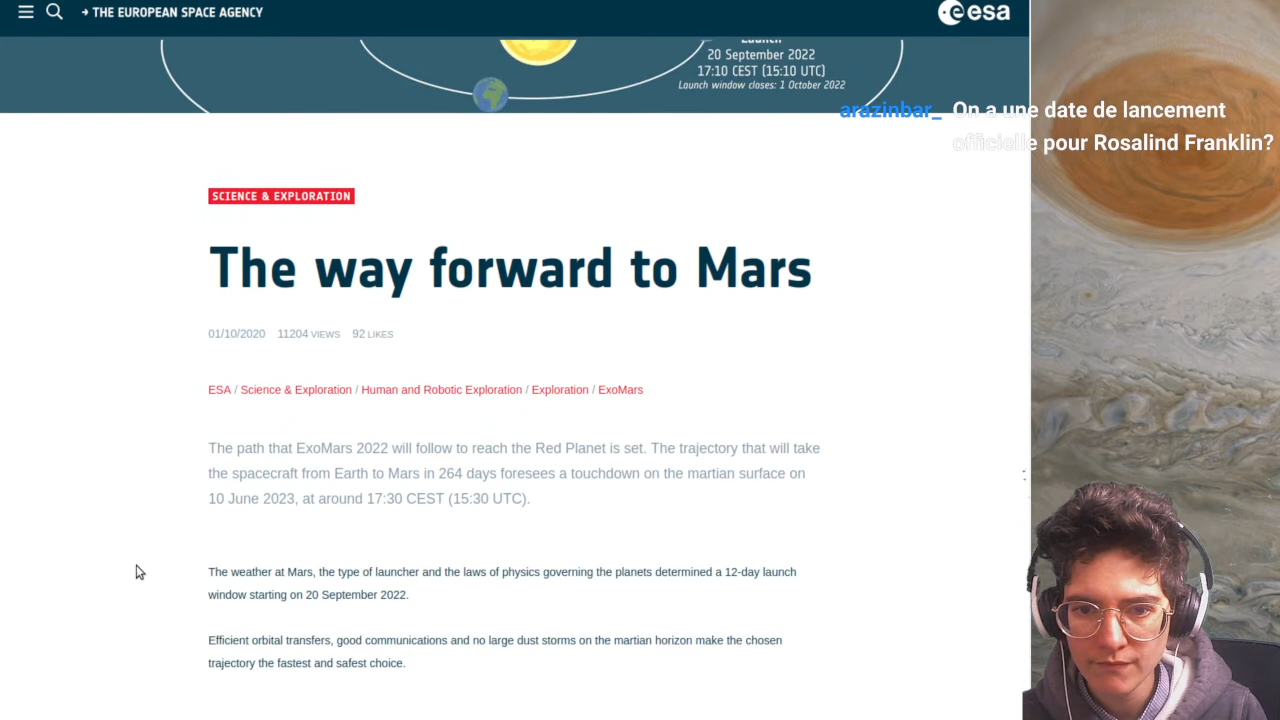 → THE EUROPEAN SPACE AGENCY
esa
Launch
20 September 2022
17:10 CEST (15:10 UTC)
Launch window closes: 1 October 2022
arazinbar_ On a une date de lancement
officielle pour Rosalind Franklin?
SCIENCE & EXPLORATION
The way forward to Mars
01/10/2020 11204 VIEWS 92 LIKES
ESA / Science & Exploration / Human and Robotic Exploration / Exploration / ExoMars
The path that ExoMars 2022 will follow to reach the Red Planet is set. The trajectory that will take
the spacecraft from Earth to Mars in 264 days foresees a touchdown on the martian surface on
10 June 2023, at around 17:30 CEST (15:30 UTC).
The weather at Mars, the type of launcher and the laws of physics governing the planets determined a 12-day launch
window starting on 20 September 2022.
Efficient orbital transfers, good communications and no large dust storms on the martian horizon make the chosen
trajectory the fastest and safest choice.